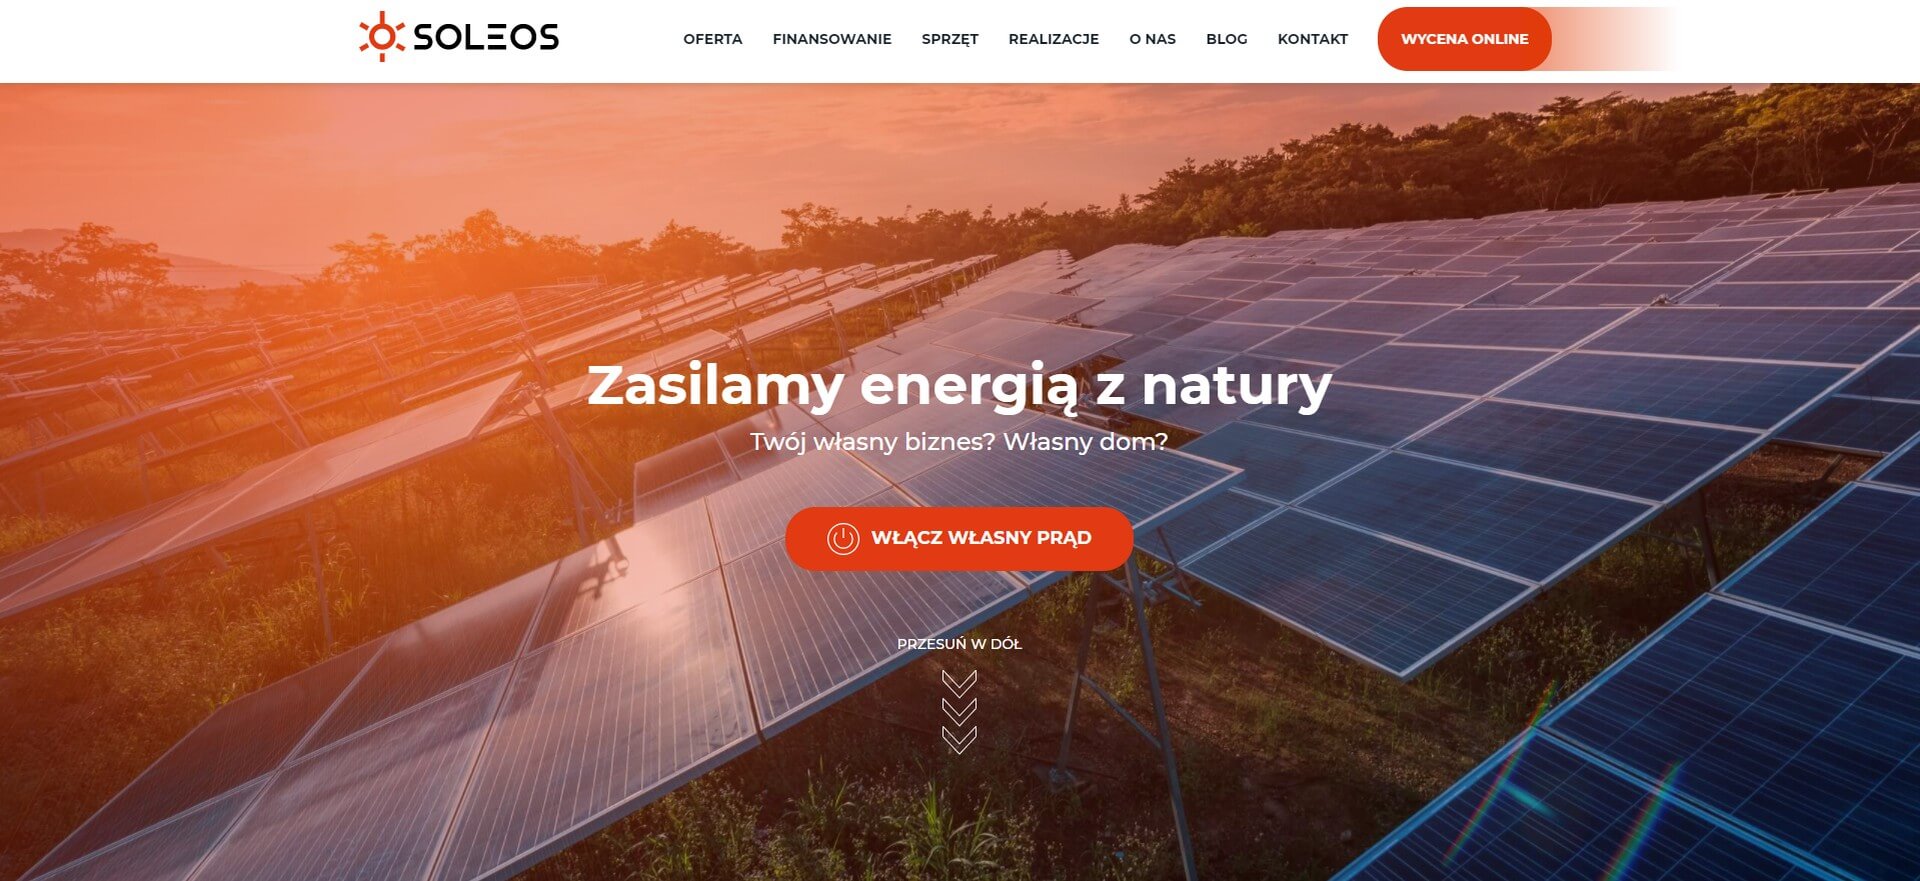 SOLEOS
OFERTA
FINANSOWANIE
SPRZĘT
REALIZACJE
O NAS
BLOG
KONTAKT
WYCENA ONLINE
Zasilamy energią z natury
Twój własny biznes? Własny dom?
WŁĄCZ WŁASNY PRĄD
PRZESUŃ W DÓŁ